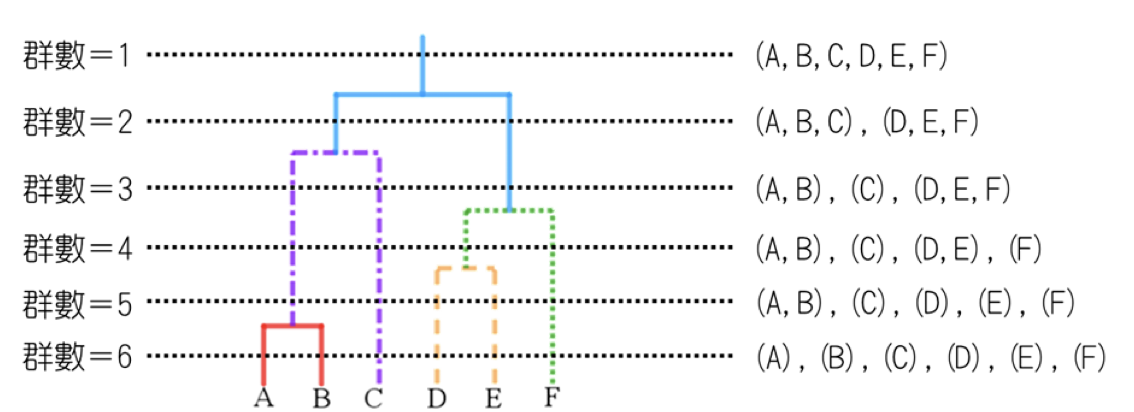 群數=1 (A,B,C,D,E,F)
群數=2 (A,B,C),(D,E,F)
群數=3 (A,B),(C),(D,E,F)
群數=4 (A,B),(C),(D,E),(F)
群數=5 (A,B),(C),(D),(E),(F)
群數=6 (A),(B),(C),(D),(E),(F)
A B C D E F